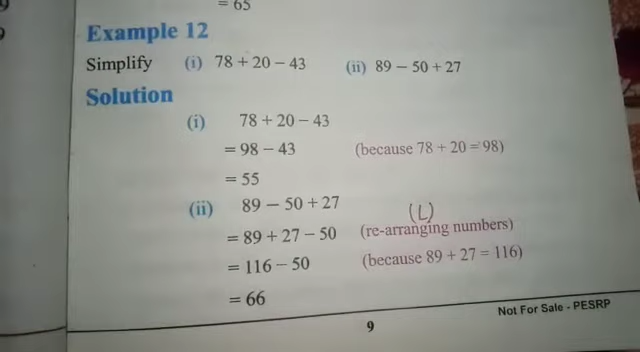 = 65
Example 12
Simplify (i) 78 + 20 – 43 (ii) 89 – 50 + 27
Solution
(i) 78 + 20 – 43
= 98 – 43 (because 78 + 20 = 98)
= 55
(ii) 89 – 50 + 27
(L)
= 89 + 27 – 50 (re-arranging numbers)
= 116 – 50 (because 89 + 27 = 116)
= 66
Not For Sale - PESRP
9